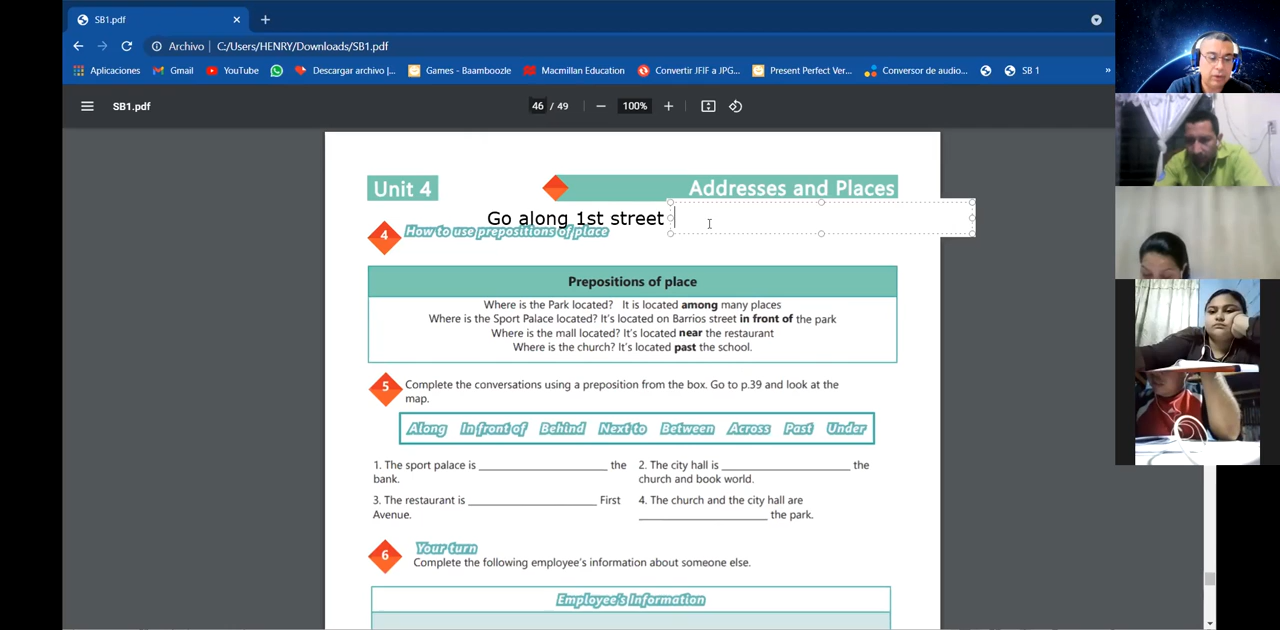 SB1.pdf
Archivo C:/Users/HENRY/Downloads/SB1.pdf
Aplicaciones Gmail YouTube Descargar archivo |... Games - Baamboozle Macmillan Education Convertir JFIF a JPG... Present Perfect Ver... Conversor de audio... SB 1 »
SB1.pdf 46 / 49 100%
Unit 4 Addresses and Places
Go along 1st street
4 How to use prepositions of place
Prepositions of place
Where is the Park located? It is located among many places
Where is the Sport Palace located? It's located on Barrios street in front of the park
Where is the mall located? It's located near the restaurant
Where is the church? It's located past the school.
5 Complete the conversations using a preposition from the box. Go to p.39 and look at the
map.
Along In front of Behind Next to Between Across Past Under
1. The sport palace is ____________________ the
bank.
2. The city hall is ____________________ the
church and book world.
3. The restaurant is ____________________ First
Avenue.
4. The church and the city hall are
____________________ the park.
6 Your turn
Complete the following employee's information about someone else.
Employee's Information